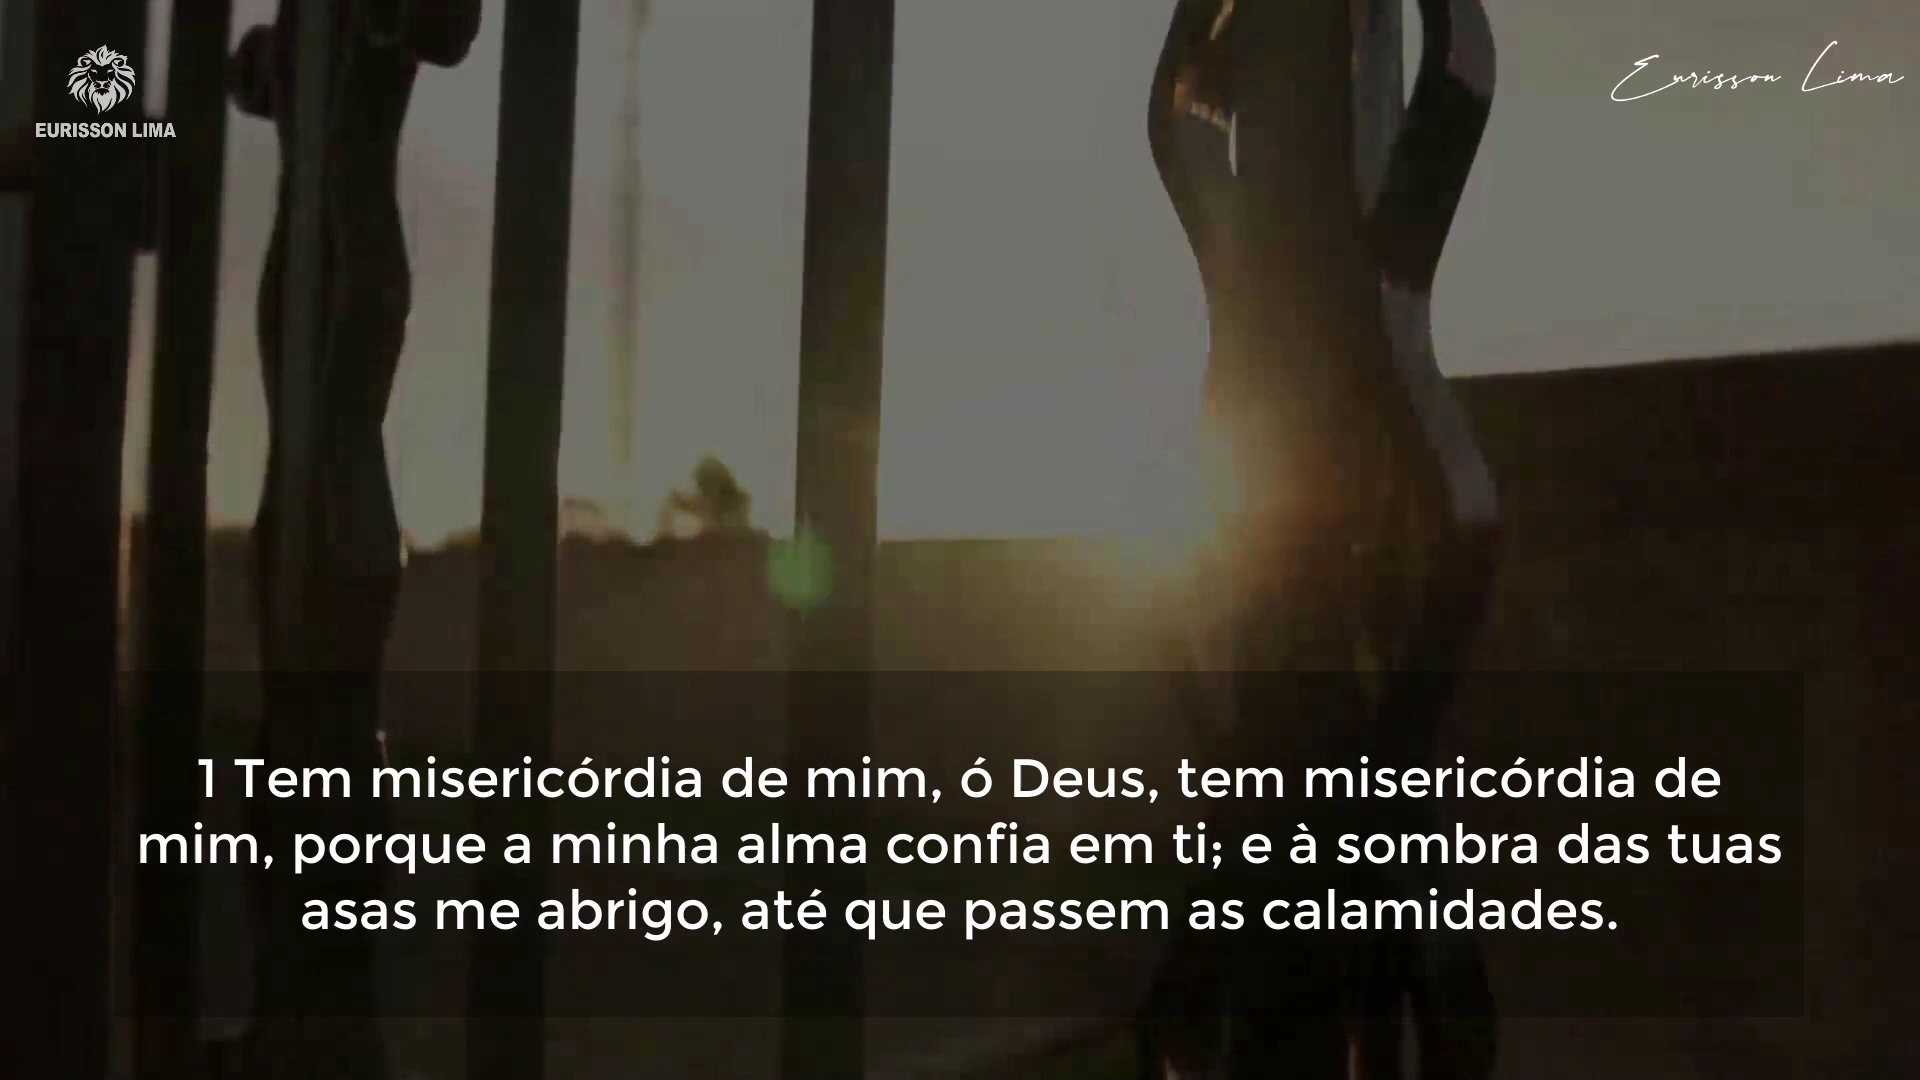 EURISSON LIMA
Eurisson Lima
1 Tem misericórdia de mim, ó Deus, tem misericórdia de
mim, porque a minha alma confia em ti; e à sombra das tuas
asas me abrigo, até que passem as calamidades.